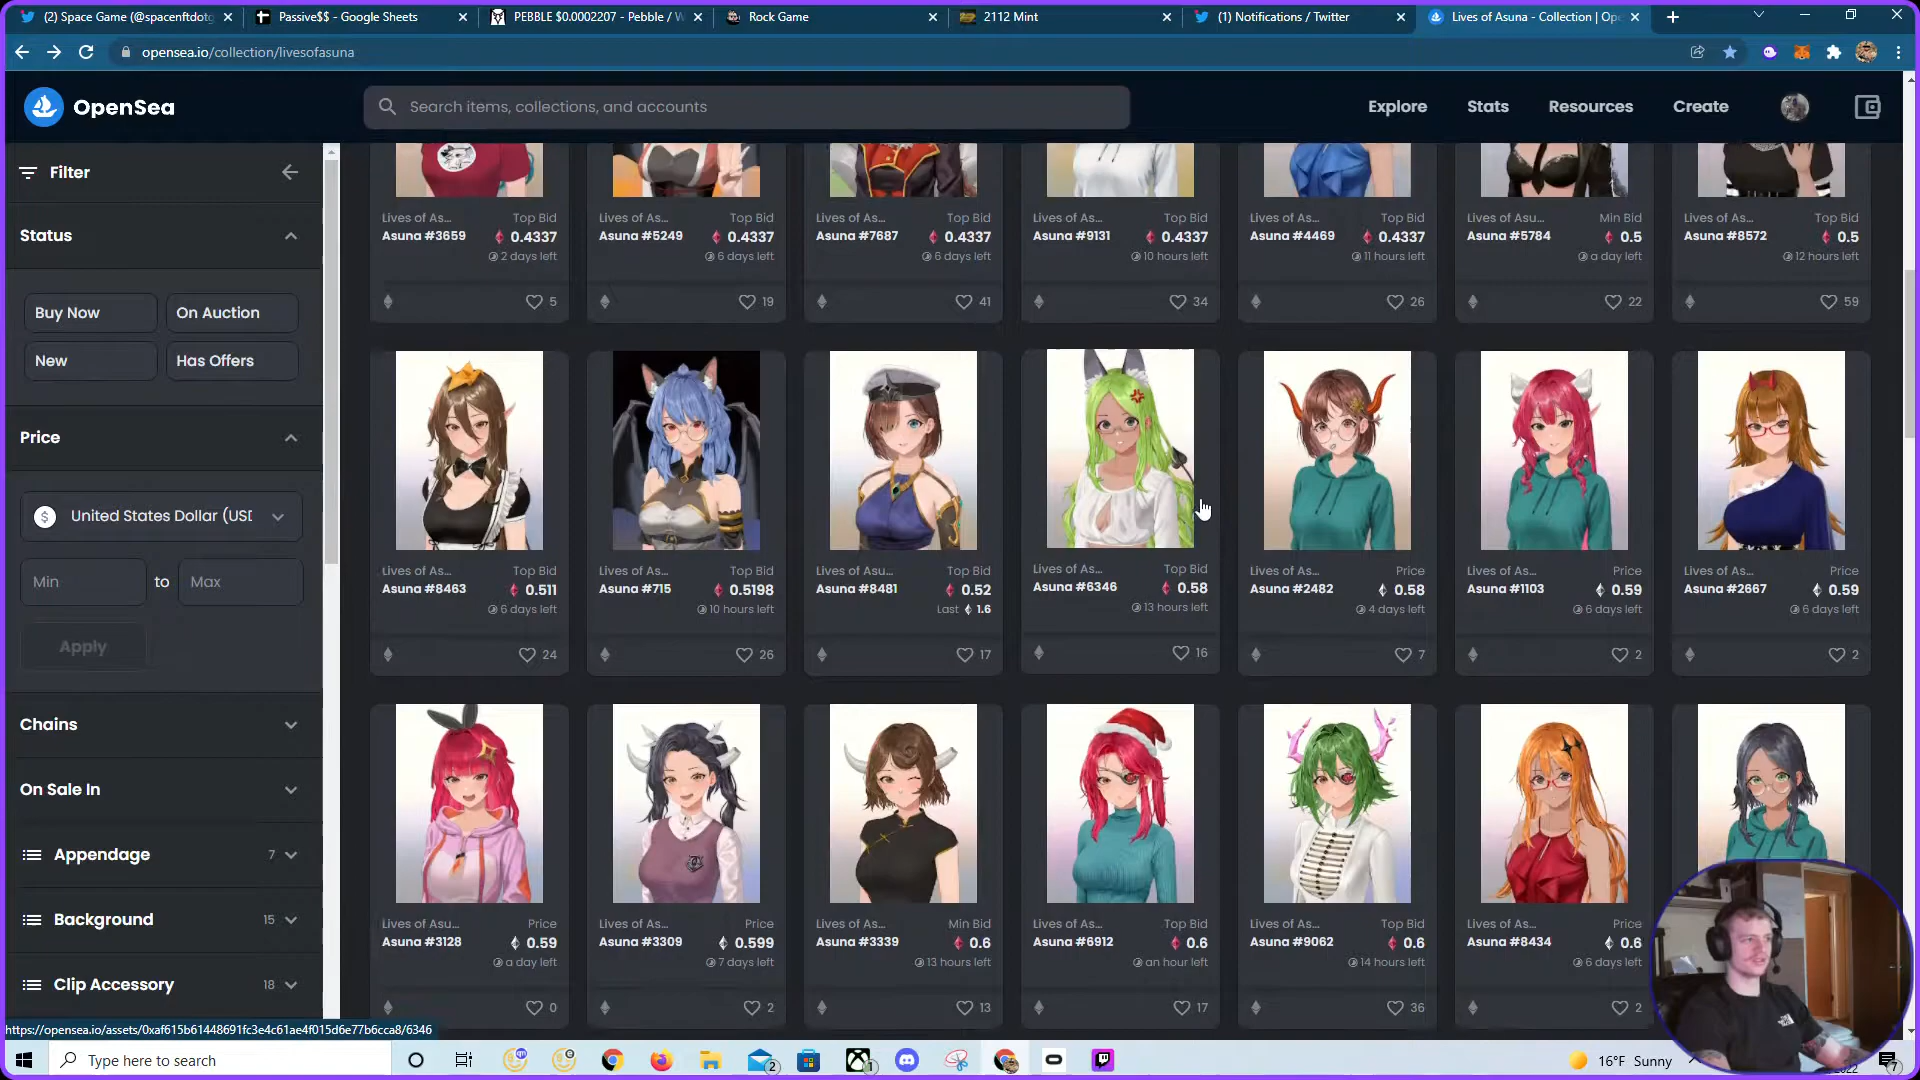 (2) Space Game (@spacenftdotg
Passive$$ - Google Sheets
PEBBLE $0.0002207 - Pebble / W
Rock Game
2112 Mint
(1) Notifications / Twitter
Lives of Asuna - Collection | Op
opensea.io/collection/livesofasuna
OpenSea
Search items, collections, and accounts
Explore
Stats
Resources
Create
Filter
Status
Buy Now
On Auction
New
Has Offers
Price
$ United States Dollar (USD
Min
to
Max
Apply
Chains
On Sale In
Appendage 7
Background 15
Clip Accessory 18
Lives of As... Top Bid
Asuna #3659 0.4337
2 days left
5
Lives of As... Top Bid
Asuna #5249 0.4337
6 days left
19
Lives of As... Top Bid
Asuna #7687 0.4337
6 days left
41
Lives of As... Top Bid
Asuna #9131 0.4337
10 hours left
34
Lives of As... Top Bid
Asuna #4469 0.4337
11 hours left
26
Lives of Asu... Min Bid
Asuna #5784 0.5
a day left
22
Lives of As... Top Bid
Asuna #8572 0.5
12 hours left
59
Lives of As... Top Bid
Asuna #8463 0.511
6 days left
24
Lives of As... Top Bid
Asuna #715 0.5198
10 hours left
26
Lives of Asu... Top Bid
Asuna #8481 0.52
Last 1.6
17
Lives of As... Top Bid
Asuna #6346 0.58
13 hours left
16
Lives of As... Price
Asuna #2482 0.58
4 days left
7
Lives of Asu... Price
Asuna #1103 0.59
6 days left
2
Lives of As... Price
Asuna #2667 0.59
6 days left
2
Lives of Asu... Price
Asuna #3128 0.59
a day left
0
Lives of As... Price
Asuna #3309 0.599
7 days left
2
Lives of As... Min Bid
Asuna #3339 0.6
13 hours left
13
Lives of As... Top Bid
Asuna #6912 0.6
an hour left
17
Lives of As... Top Bid
Asuna #9062 0.6
14 hours left
36
Lives of As... Price
Asuna #8434 0.6
6 days left
2
https://opensea.io/assets/0xaf615b61448691fc3e4c61ae4f015d6e77b6cca8/6346
Type here to search
2
1
16°F Sunny
7